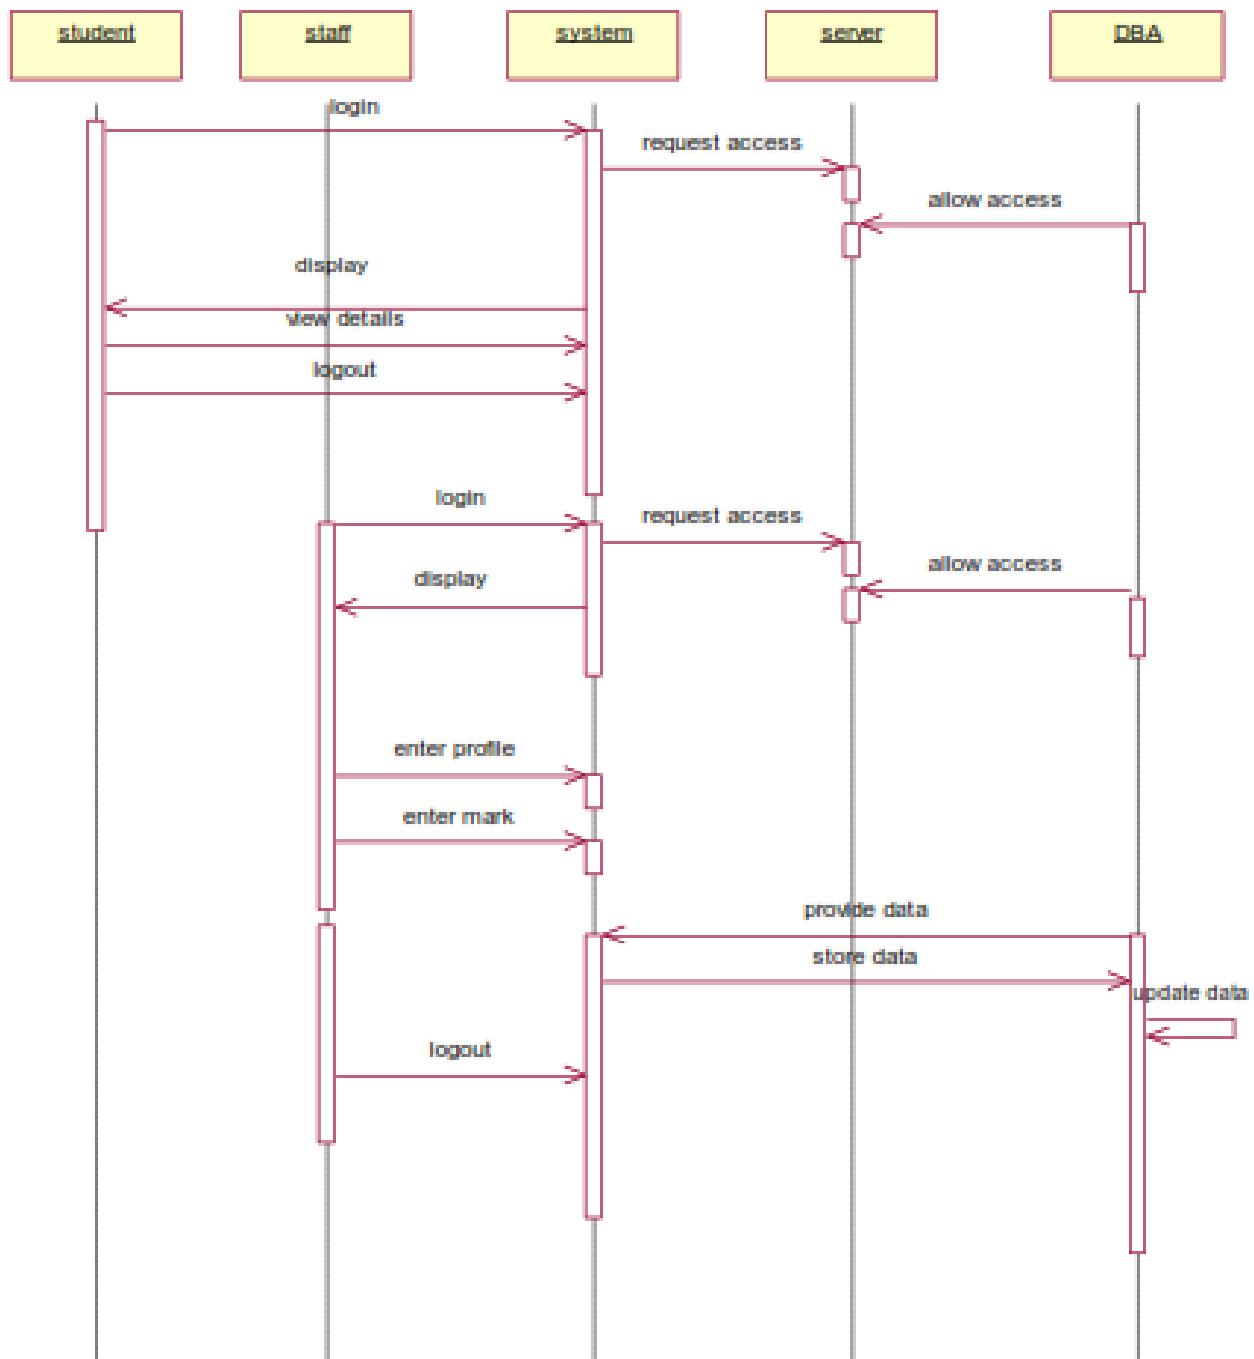 student
staff
system
server
DBA
login
request access
allow access
display
view details
logout
login
request access
allow access
display
enter profile
enter mark
provide data
store data
update data
logout